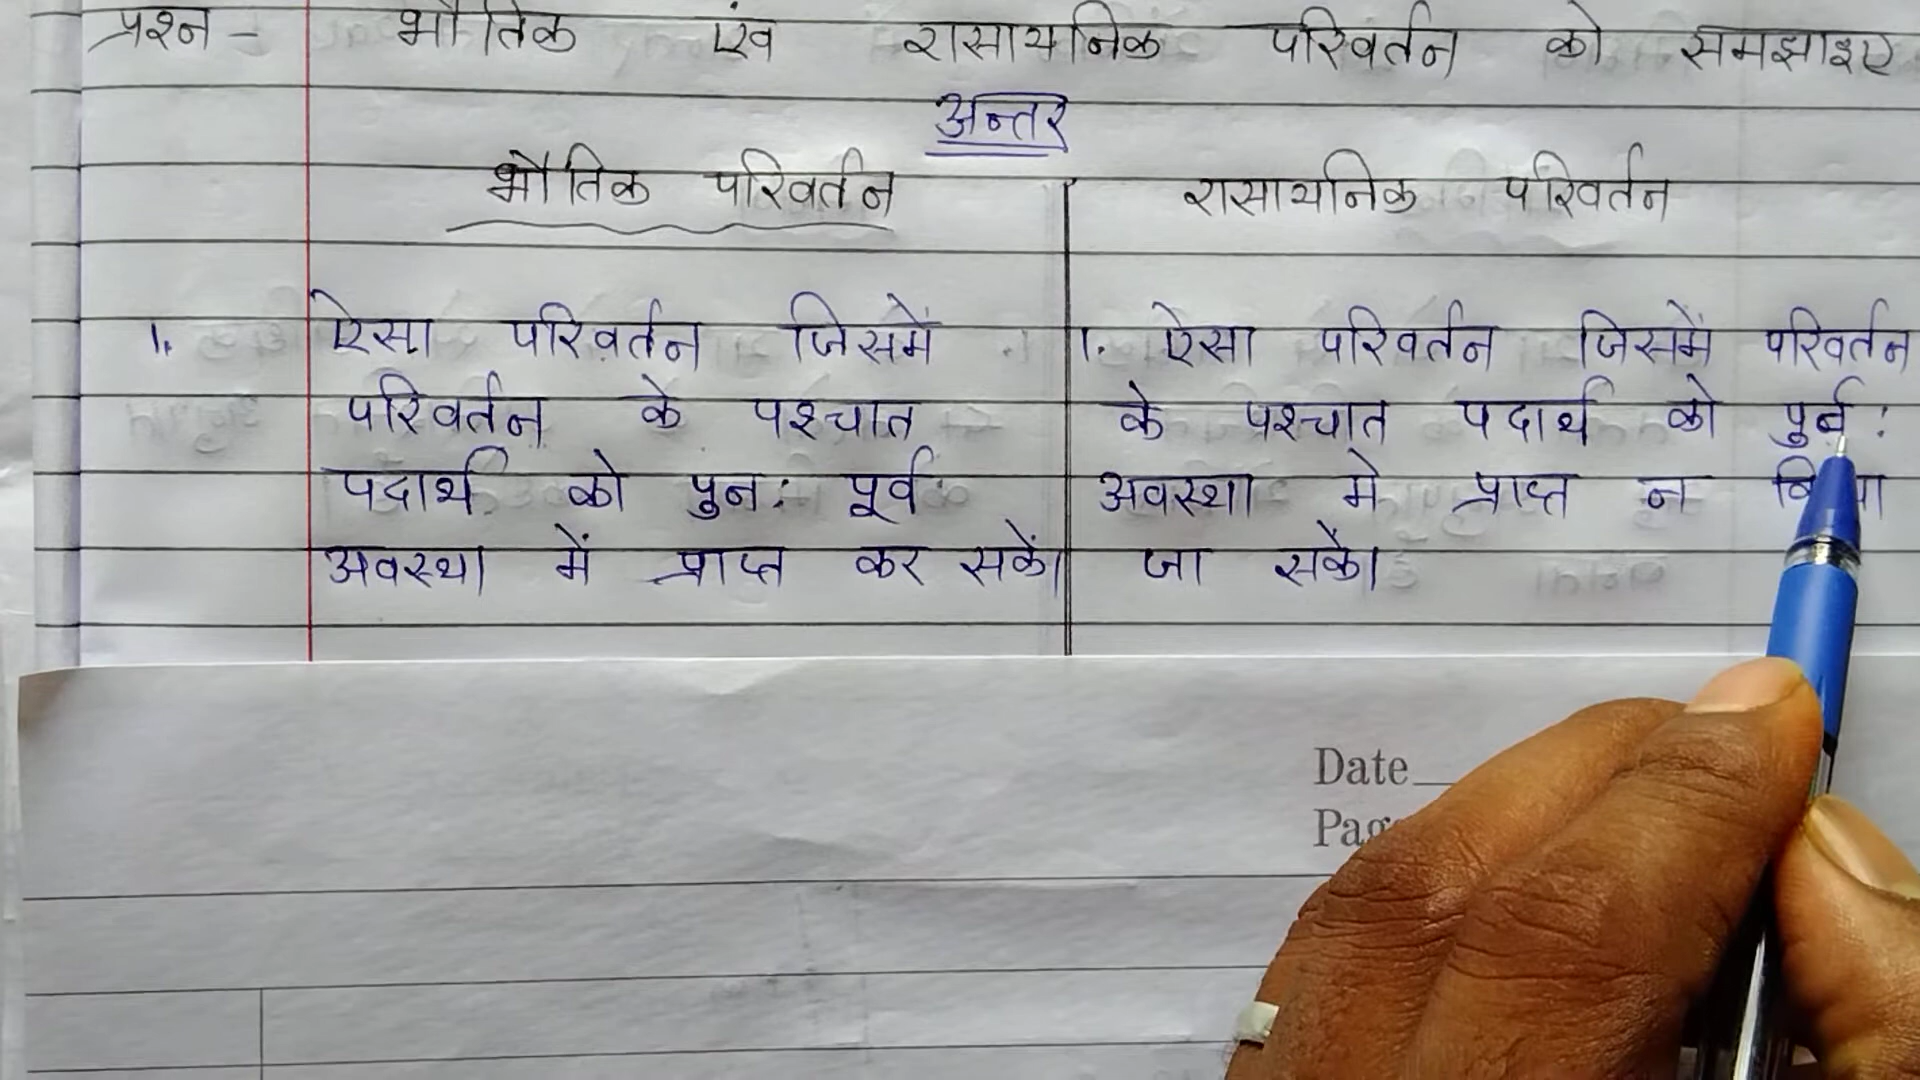 प्रश्न - भौतिक एंव रासायनिक परिवर्तन को समझाइए
अन्तर
भौतिक परिवर्तन
रासायनिक परिवर्तन
1. ऐसा परिवर्तन जिसमें
परिवर्तन के पश्चात
पदार्थ को पुनः पूर्व
अवस्था में प्राप्त कर सकें।
1. ऐसा परिवर्तन जिसमें परिवर्तन
के पश्चात पदार्थ को पुर्व :
अवस्था मे प्राप्त न
जा सकें।
Date